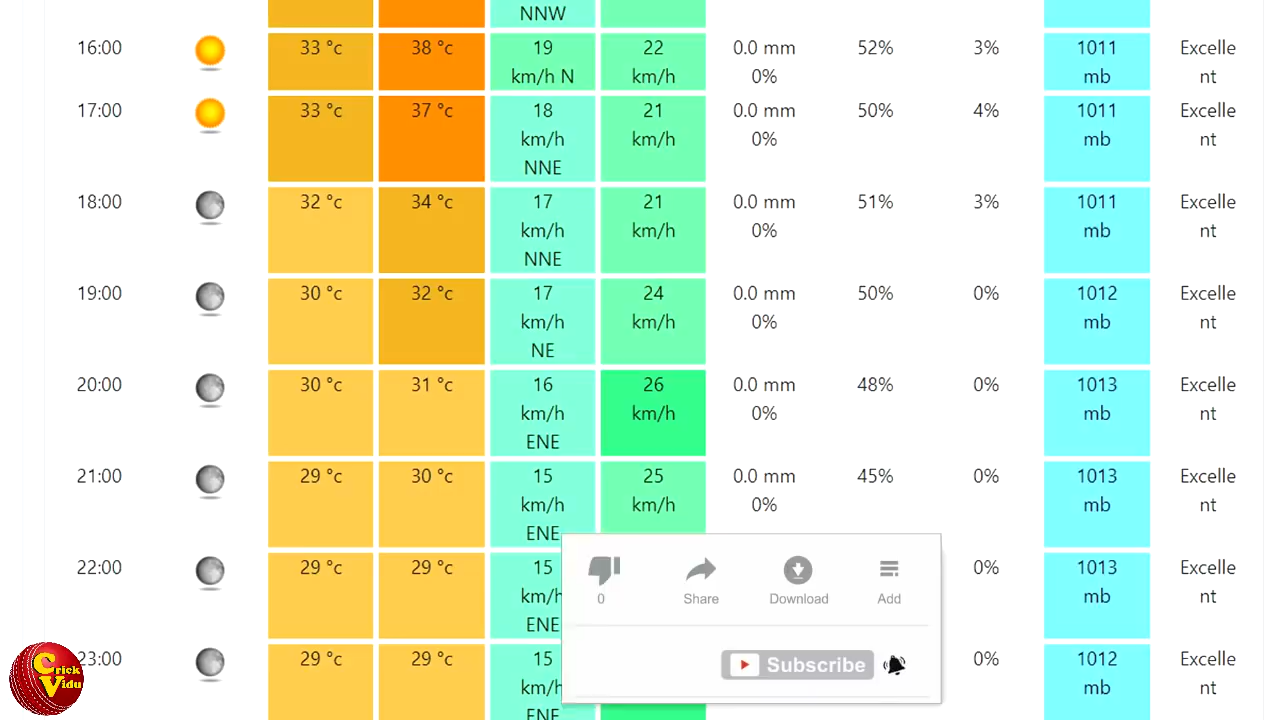 NNW
16:00 33 °c 38 °c 19 22 0.0 mm 52% 3% 1011 Excelle
km/h N km/h 0% mb nt
17:00 33 °c 37 °c 18 21 0.0 mm 50% 4% 1011 Excelle
km/h km/h 0% mb nt
NNE
18:00 32 °c 34 °c 17 21 0.0 mm 51% 3% 1011 Excelle
km/h km/h 0% mb nt
NNE
19:00 30 °c 32 °c 17 24 0.0 mm 50% 0% 1012 Excelle
km/h km/h 0% mb nt
NE
20:00 30 °c 31 °c 16 26 0.0 mm 48% 0% 1013 Excelle
km/h km/h 0% mb nt
ENE
21:00 29 °c 30 °c 15 25 0.0 mm 45% 0% 1013 Excelle
km/h km/h 0% mb nt
ENE
22:00 29 °c 29 °c 15 0% 1013 Excelle
km/h mb nt
ENE
0 Share Download Add
23:00 29 °c 29 °c 15 0% 1012 Excelle
km/h mb nt
ENE
Subscribe
Crick
Vidu